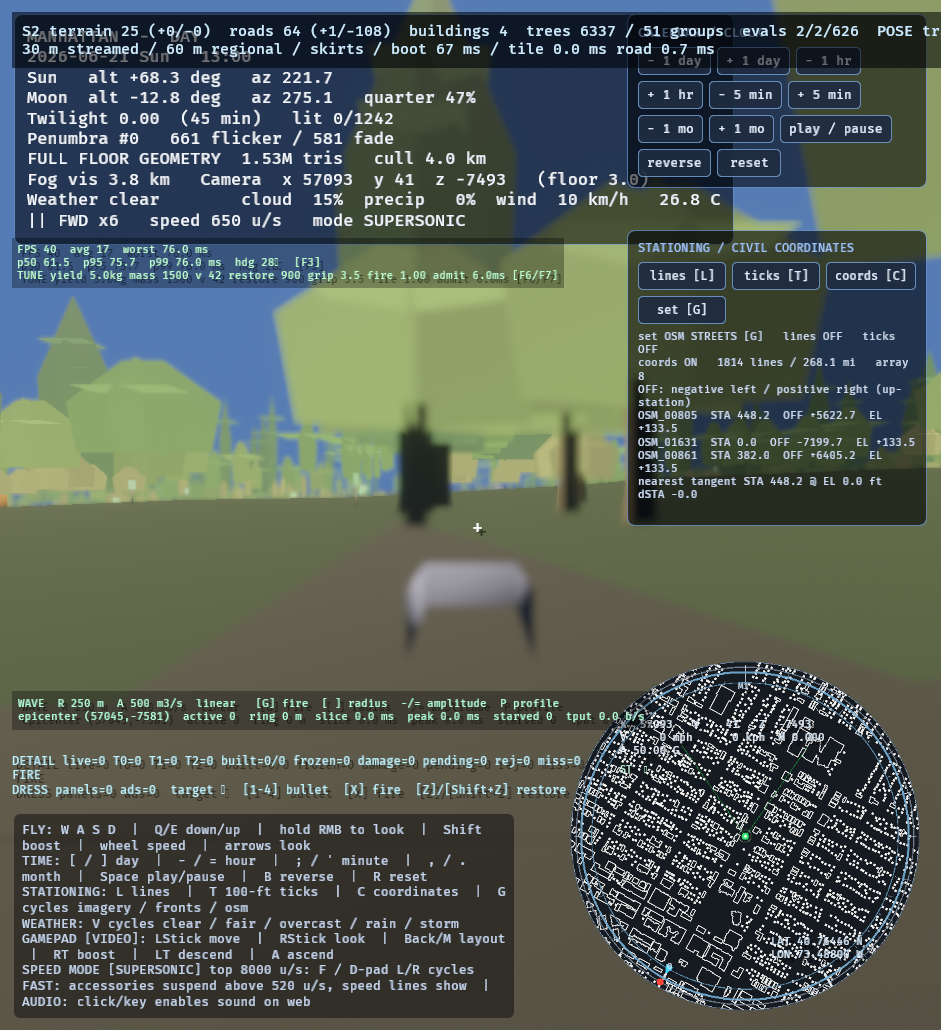 S2 terrain 25 (+0/-0)  roads 64 (+1/-108)  buildings 4  trees 6337 / 51 groups  evals 2/2/626  POSE tr
30 m streamed / 60 m regional / skirts / boot 67 ms / tile 0.0 ms road 0.7 ms
MANHATTAN  -  DAY
2026-06-21 Sun  13:00
Sun   alt +68.3 deg   az 221.7
Moon  alt -12.8 deg   az 275.1   quarter 47%
Twilight 0.00  (45 min)   lit 0/1242
Penumbra #0   661 flicker / 581 fade
FULL FLOOR GEOMETRY  1.53M tris   cull 4.0 km
Fog vis 3.8 km   Camera  x 57093  y 41  z -7493   (floor 3.0)
Weather clear        cloud  15%  precip   0%  wind  10 km/h   26.8 C
|| FWD x6   speed 650 u/s   mode SUPERSONIC
- 1 day
+ 1 day
- 1 hr
+ 1 hr
- 5 min
+ 5 min
- 1 mo
+ 1 mo
play / pause
reverse
reset
FPS 40  avg 17  worst 76.0 ms
p50 61.5  p95 75.7  p99 76.0 ms  hdg 28  [F3]
TUNE yield 5.0kg mass 1500 v 42 restore 900 grip 3.5 fire 1.00 admit 6.0ms [F6/F7]
STATIONING / CIVIL COORDINATES
lines [L]
ticks [T]
coords [C]
set [G]
set OSM STREETS [G]   lines OFF   ticks
OFF
coords ON   1814 lines / 268.1 mi   array
8
OFF: negative left / positive right (up-
station)
OSM_00805  STA 448.2  OFF +5622.7  EL
+133.5
OSM_01631  STA 0.0  OFF -7199.7  EL +133.5
OSM_00861  STA 382.0  OFF +6405.2  EL
+133.5
nearest tangent STA 448.2 @ EL 0.0 ft
dSTA -0.0
WAVE  R 250 m  A 500 m3/s  linear   [G] fire  [ ] radius  -/= amplitude  P profile
epicenter (57045,-7581)  active 0  ring 0 m  slice 0.0 ms  peak 0.0 ms  starved 0  tput 0.0 b/s
DETAIL live=0 T0=0 T1=0 T2=0 built=0/0 frozen=0 damage=0 pending=0 rej=0 miss=0
FIRE
DRESS panels=0 ads=0  target  [1-4] bullet  [X] fire  [Z]/[Shift+Z] restore
FLY: W A S D  |  Q/E down/up  |  hold RMB to look  |  Shift
boost  |  wheel speed  |  arrows look
TIME: [ / ] day  |  - / = hour  |  ; / ' minute  |  , / .
month  |  Space play/pause  |  B reverse  |  R reset
STATIONING: L lines  |  T 100-ft ticks  |  C coordinates  |  G
cycles imagery / fronts / osm
WEATHER: V cycles clear / fair / overcast / rain / storm
GAMEPAD [VIDEO]: LStick move  |  RStick look  |  Back/M layout
|  RT boost  |  LT descend  |  A ascend
SPEED MODE [SUPERSONIC] top 8000 u/s: F / D-pad L/R cycles
FAST: accessories suspend above 520 u/s, speed lines show  |
AUDIO: click/key enables sound on web